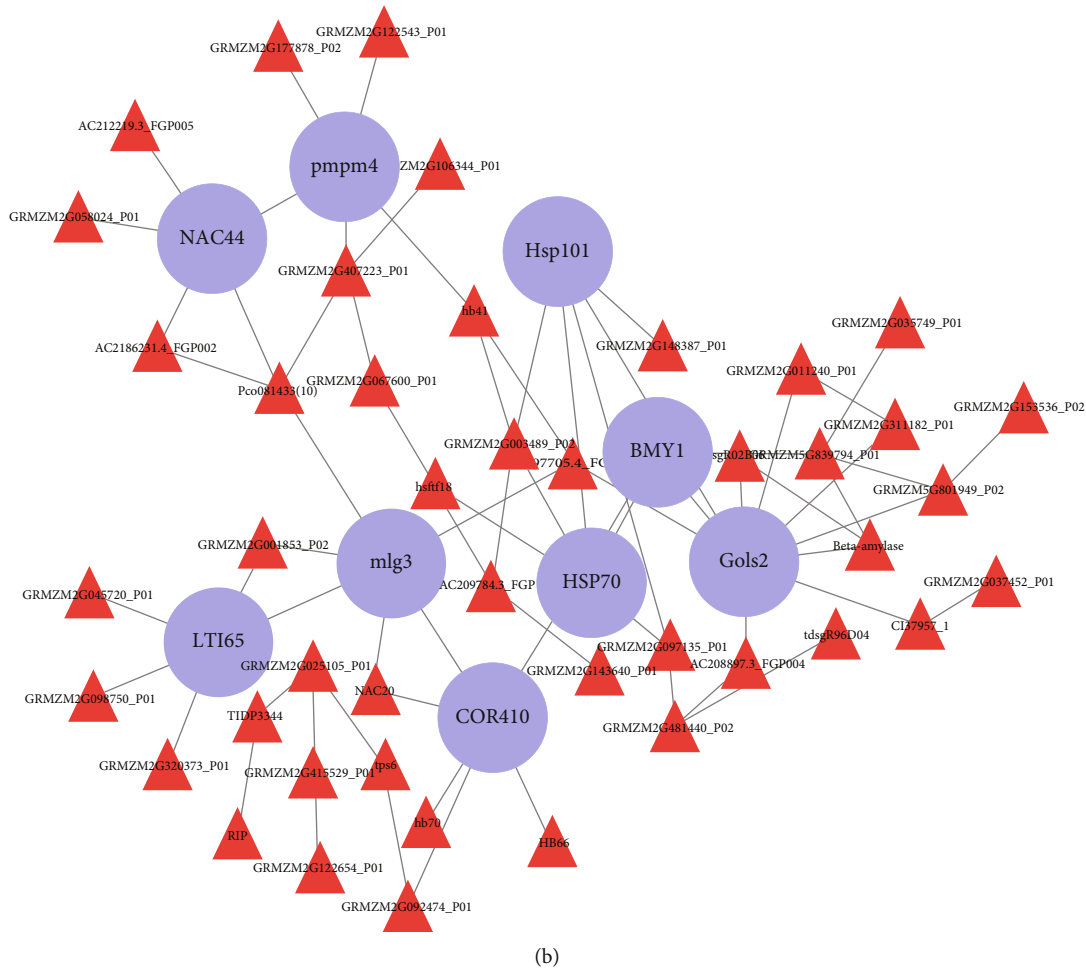 GRMZM2G122543_P01
GRMZM2G177878_P02
AC212219.3_FGP005
pmpm4
ZM2G106344_P01
GRMZM2G058024_P01
NAC44
Hsp101
GRMZM2G407223_P01
hb41
GRMZM2G035749_P01
GRMZM2G148387_P01
AC2186231.4_FGP002
GRMZM2G011240_P01
GRMZM2G067600_P01
Pco081433(10)
GRMZM2G153536_P02
GRMZM2G311182_P01
GRMZM2G003489_P02
BMY1
GRMZM5G839794_P01
97705.4_FG
hsftf18
GRMZM5G801949_P02
GRMZM2G001853_P02
Beta-amylase
mlg3
Gols2
AC209784.3_FGP
HSP70
GRMZM2G045720_P01
GRMZM2G037452_P01
CI37957_1
LTI65
tdsgR96D04
GRMZM2G097135_P01
GRMZM2G025105_P01
AC208897.3_FGP004
GRMZM2G143640_P01
NAC20
GRMZM2G098750_P01
TIDP3344
COR410
GRMZM2G481440_P02
GRMZM2G320373_P01
GRMZM2G415529_P01
tps6
hb70
RIP
HB66
GRMZM2G122654_P01
GRMZM2G092474_P01
(b)